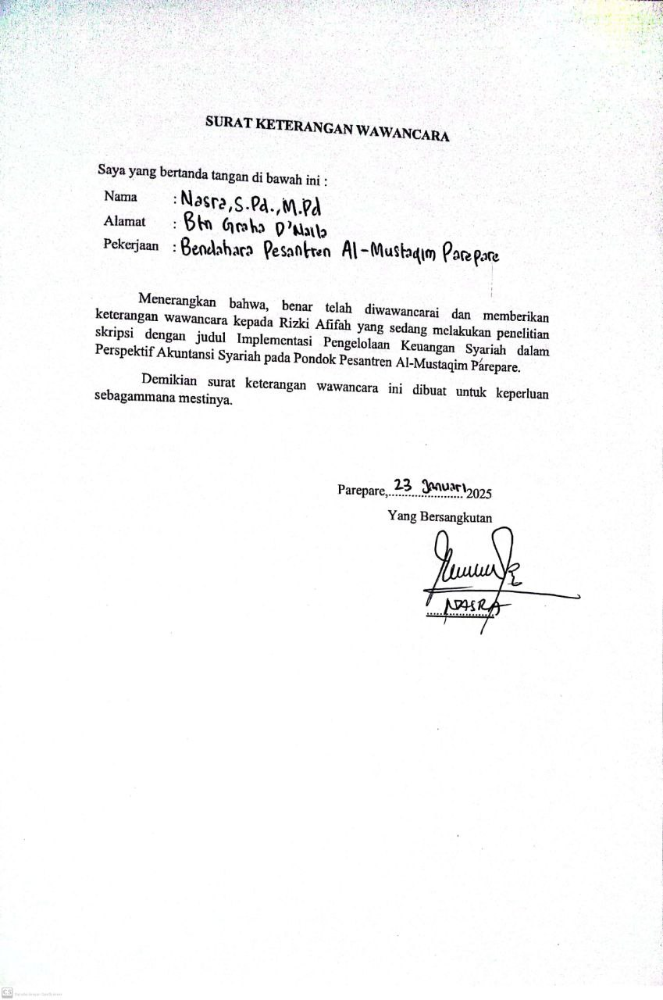 SURAT KETERANGAN WAWANCARA
Saya yang bertanda tangan di bawah ini :
Nama : Nasra, S.Pd., M.Pd
Alamat : Btn Graha D'Naila
Pekerjaan : Bendahara Pesantren Al-Mustaqim Parepare
Menerangkan bahwa, benar telah diwawancarai dan memberikan
keterangan wawancara kepada Rizki Afifah yang sedang melakukan penelitian
skripsi dengan judul Implementasi Pengelolaan Keuangan Syariah dalam
Perspektif Akuntansi Syariah pada Pondok Pesantren Al-Mustaqim Parepare.
Demikian surat keterangan wawancara ini dibuat untuk keperluan
sebagammana mestinya.
Parepare, 23 Januari 2025
Yang Bersangkutan
NASRA
CS